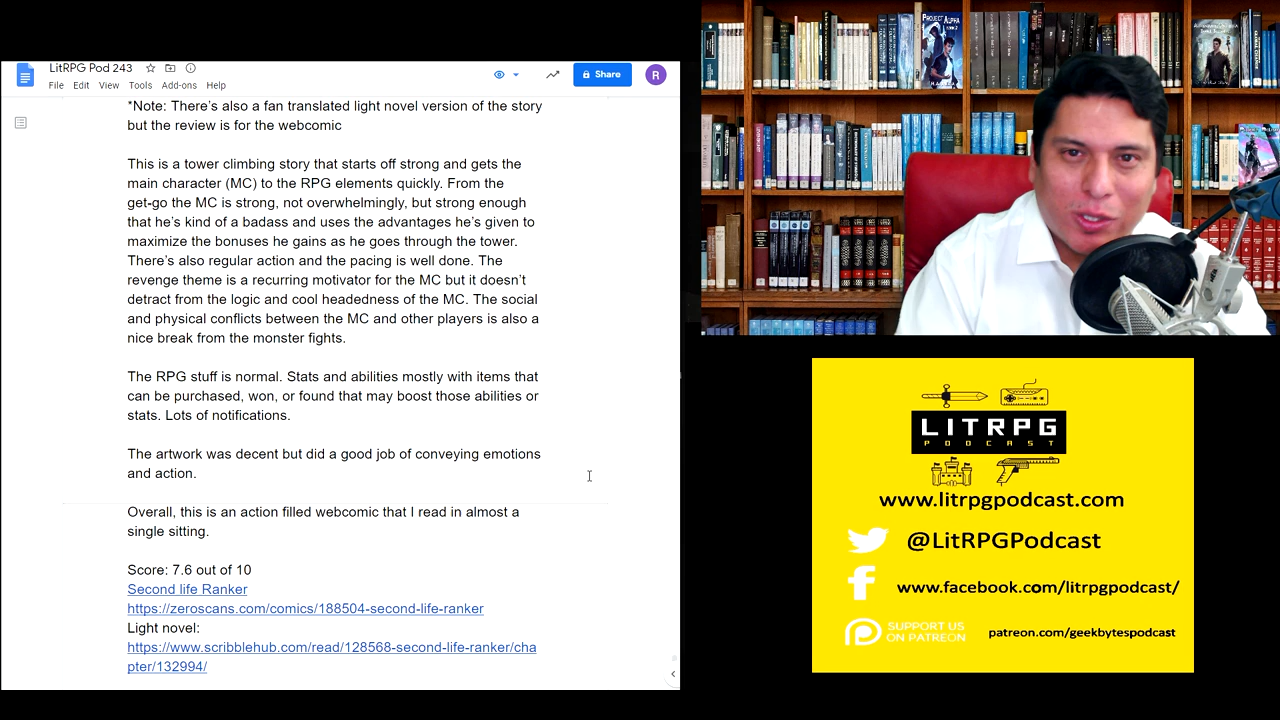 LitRPG Pod 243
File Edit View Tools Add-ons Help
Share
R
*Note: There's also a fan translated light novel version of the story
but the review is for the webcomic
This is a tower climbing story that starts off strong and gets the
main character (MC) to the RPG elements quickly. From the
get-go the MC is strong, not overwhelmingly, but strong enough
that he's kind of a badass and uses the advantages he's given to
maximize the bonuses he gains as he goes through the tower.
There's also regular action and the pacing is well done. The
revenge theme is a recurring motivator for the MC but it doesn't
detract from the logic and cool headedness of the MC. The social
and physical conflicts between the MC and other players is also a
nice break from the monster fights.
The RPG stuff is normal. Stats and abilities mostly with items that
can be purchased, won, or found that may boost those abilities or
stats. Lots of notifications.
The artwork was decent but did a good job of conveying emotions
and action.
Overall, this is an action filled webcomic that I read in almost a
single sitting.
Score: 7.6 out of 10
Second life Ranker
https://zeroscans.com/comics/188504-second-life-ranker
Light novel:
https://www.scribblehub.com/read/128568-second-life-ranker/cha
pter/132994/
PROJECT ALPHA
LITRPG
PODCAST
www.litrpgpodcast.com
@LitRPGPodcast
www.facebook.com/litrpgpodcast/
SUPPORT US
ON PATREON
patreon.com/geekbytespodcast